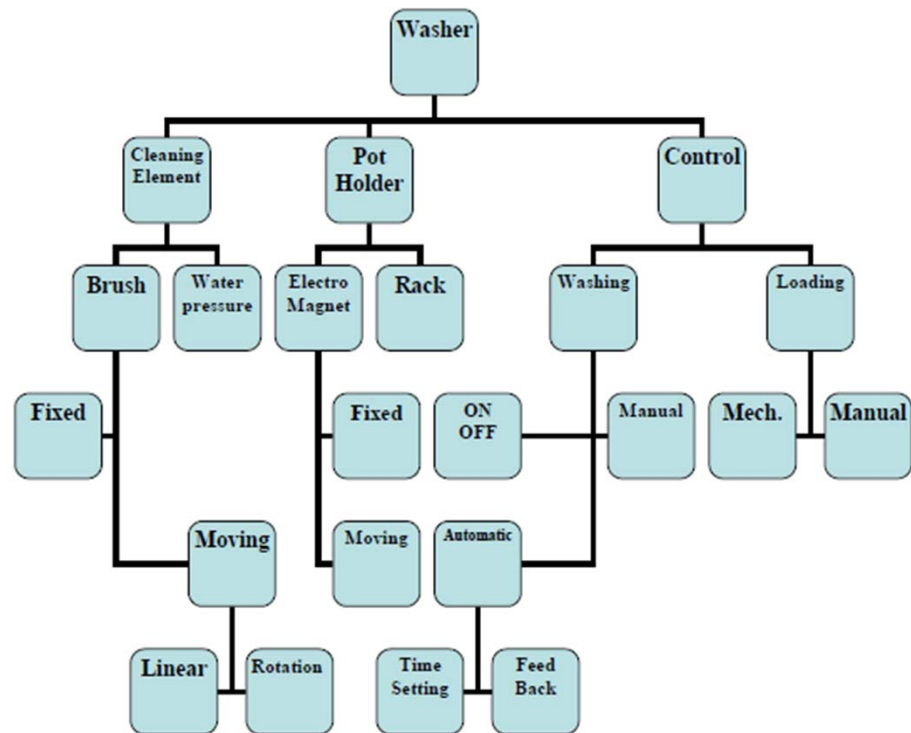 Washer
Cleaning
Element
Pot
Holder
Control
Brush
Water
pressure
Electro
Magnet
Rack
Washing
Loading
Fixed
Fixed
ON
OFF
Manual
Mech.
Manual
Moving
Moving
Automatic
Linear
Rotation
Time
Setting
Feed
Back